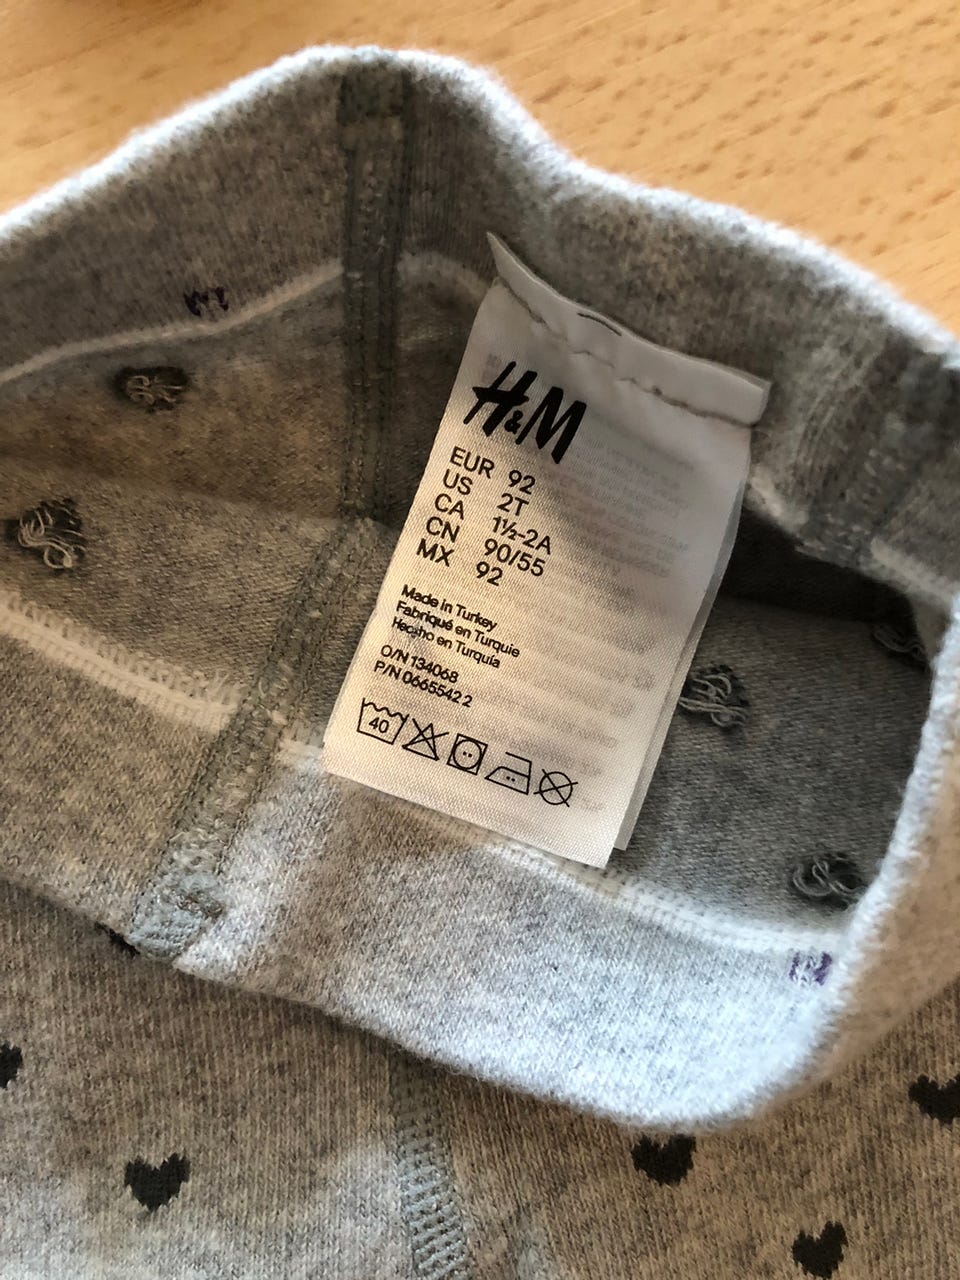 H&M
EUR 92
US 2T
CA 1½-2A
CN 90/55
MX 92
Made in Turkey
Fabriqué en Turquie
Hecho en Turquía
O/N 134068
P/N 0665542 2
40